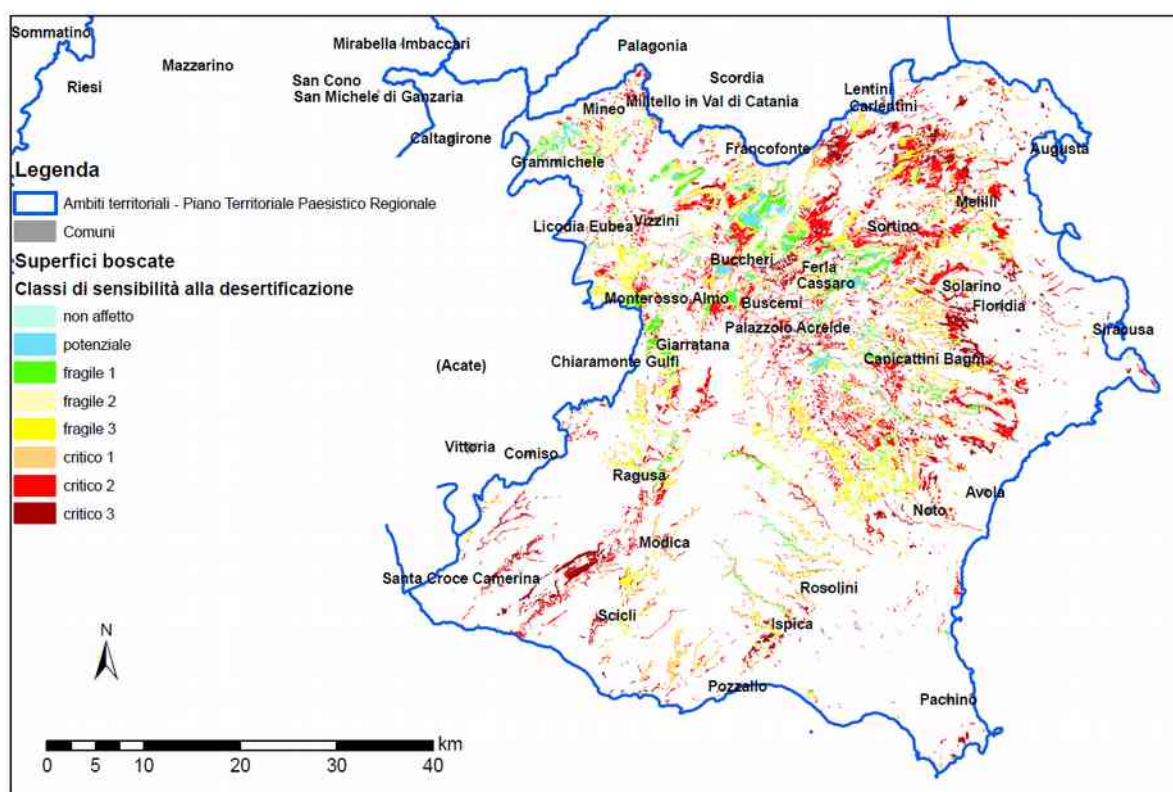 Sommatino
Mirabella Imbaccari
Palagonia
Mazzarino
Riesi
San Cono
Scordia
San Michele di Ganzaria
Lentini
Militello in Val di Catania
Carlentini
Mineo
Caltagirone
Francofonte
Augusta
Grammichele
Legenda
Ambiti territoriali - Piano Territoriale Paesistico Regionale
Comuni
Melilli
Licodia Eubea
Vizzini
Sortino
Superfici boscate
Buccheri
Ferla
Classi di sensibilità alla desertificazione
Cassaro
Solarino
Monterosso Almo
Buscemi
Floridia
non affetto
Palazzolo Acreide
Siracusa
potenziale
Giarratana
(Acate)
Chiaramonte Gulfi
Canicattini Bagni
fragile 1
fragile 2
fragile 3
Vittoria
Comiso
critico 1
Ragusa
critico 2
Avola
Noto
critico 3
Modica
Santa Croce Camerina
Rosolini
Scicli
Ispica
N
Pozzallo
Pachino
km
0 5 10 20 30 40